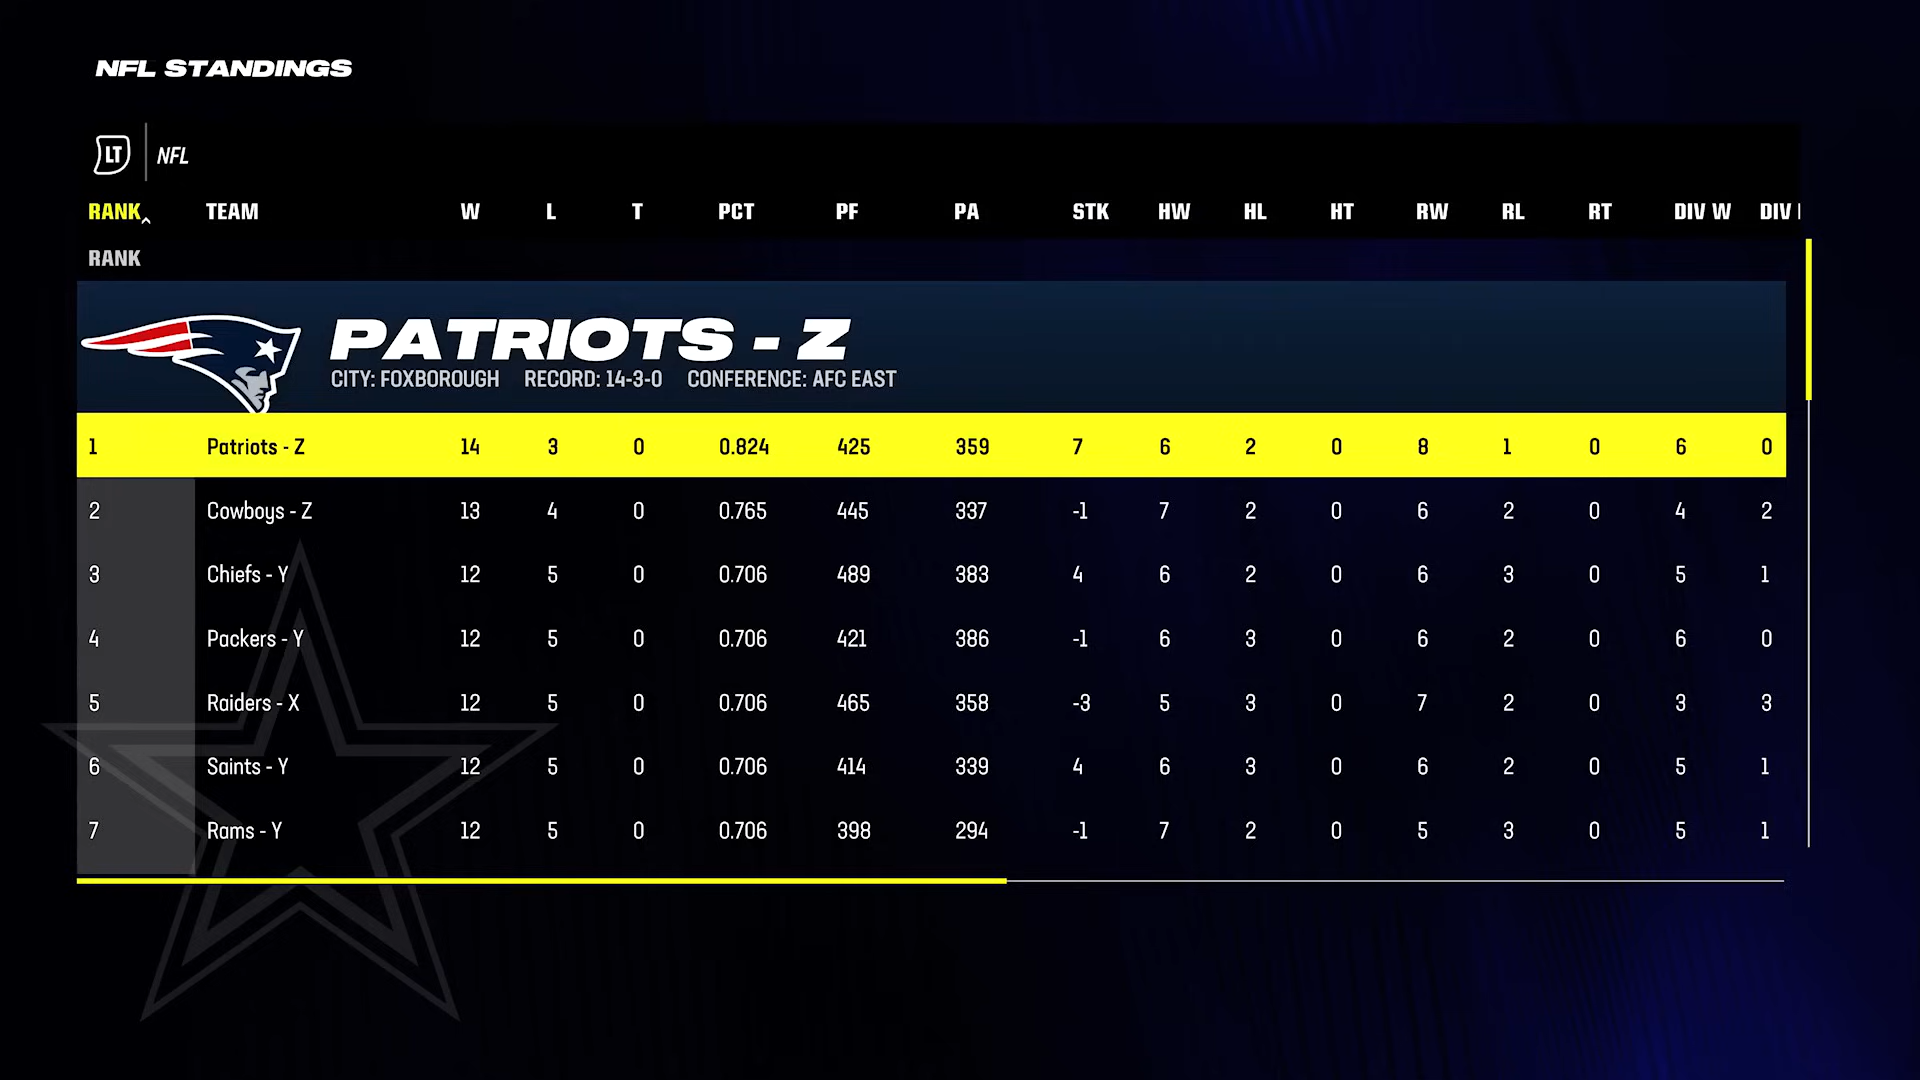 NFL STANDINGS
LT NFL
RANK TEAM W L T PCT PF PA STK HW HL HT RW RL RT DIV W DIV
RANK
PATRIOTS - Z
CITY: FOXBOROUGH RECORD: 14-3-0 CONFERENCE: AFC EAST
1 Patriots - Z 14 3 0 0.824 425 359 7 6 2 0 8 1 0 6 0
2 Cowboys - Z 13 4 0 0.765 445 337 -1 7 2 0 6 2 0 4 2
3 Chiefs - Y 12 5 0 0.706 489 383 4 6 2 0 6 3 0 5 1
4 Packers - Y 12 5 0 0.706 421 386 -1 6 3 0 6 2 0 6 0
5 Raiders - X 12 5 0 0.706 465 358 -3 5 3 0 7 2 0 3 3
6 Saints - Y 12 5 0 0.706 414 339 4 6 3 0 6 2 0 5 1
7 Rams - Y 12 5 0 0.706 398 294 -1 7 2 0 5 3 0 5 1